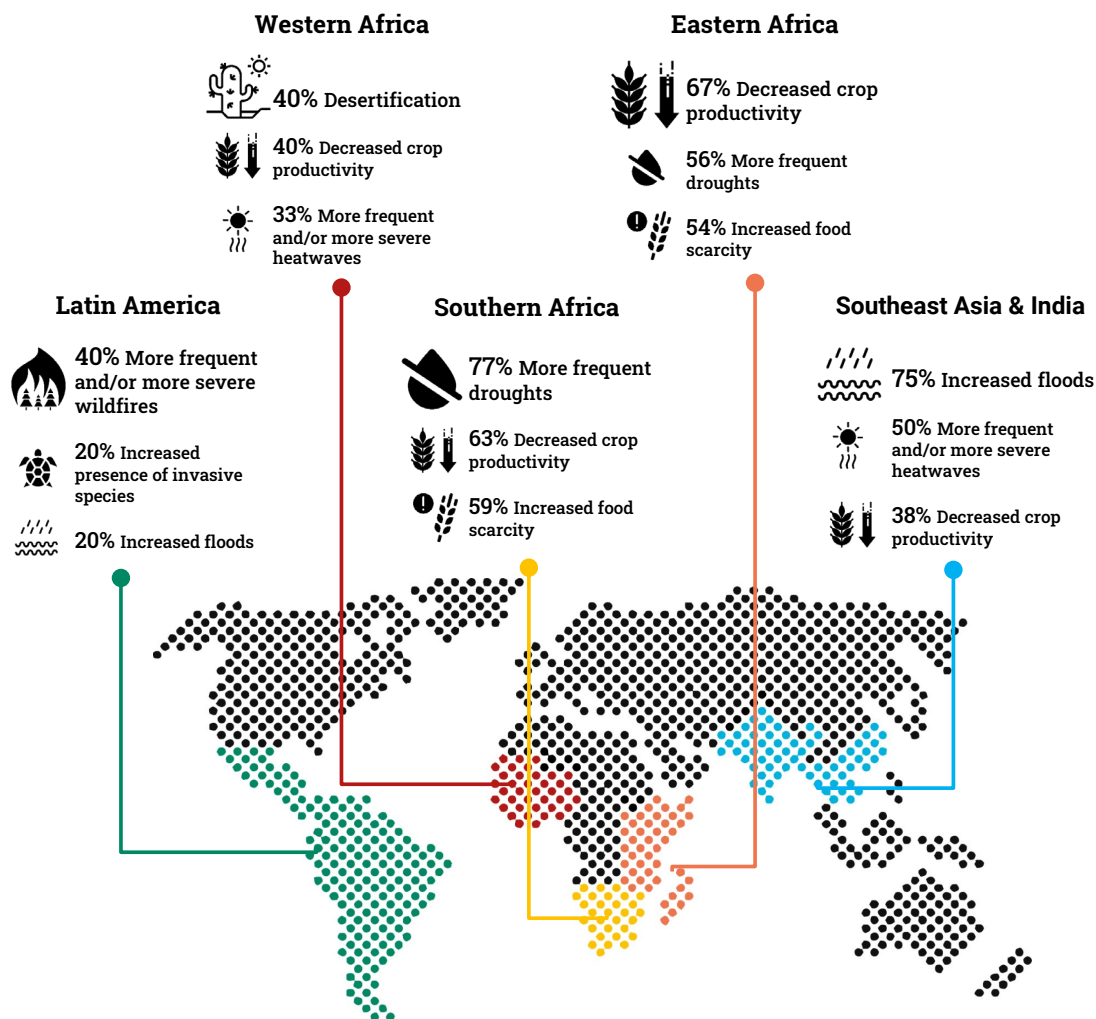 Western Africa
40% Desertification
40% Decreased crop
productivity
33% More frequent
and/or more severe
heatwaves
Eastern Africa
67% Decreased crop
productivity
56% More frequent
droughts
54% Increased food
scarcity
Latin America
40% More frequent
and/or more severe
wildfires
20% Increased
presence of invasive
species
20% Increased floods
Southern Africa
77% More frequent
droughts
63% Decreased crop
productivity
59% Increased food
scarcity
Southeast Asia & India
75% Increased floods
50% More frequent
and/or more severe
heatwaves
38% Decreased crop
productivity